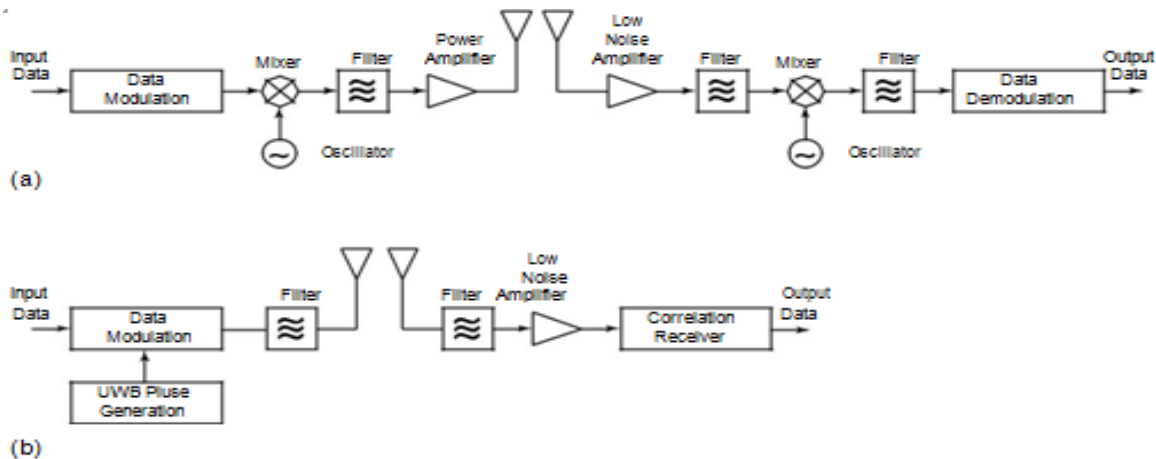 Input
Data
Data
Modulation
Mixer
Oscillator
Filter
Power
Amplifier
Low
Noise
Amplifier
Filter
Mixer
Oscillator
Filter
Data
Demodulation
Output
Data
(a)
Input
Data
Data
Modulation
UWB Pluse
Generation
Filter
Filter
Low
Noise
Amplifier
Correlation
Receiver
Output
Data
(b)